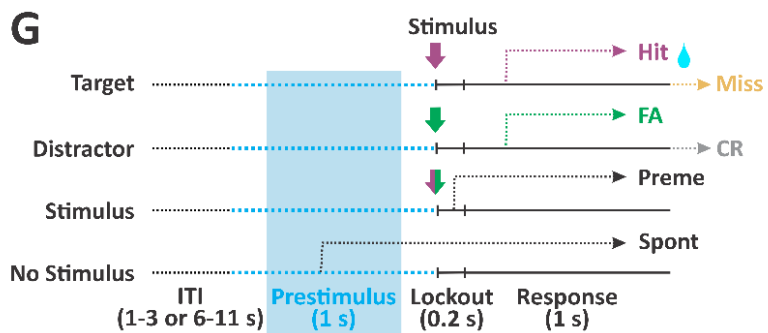 G
Stimulus
Target
Hit
Miss
Distractor
FA
CR
Stimulus
Preme
No Stimulus
Spont
ITI
(1-3 or 6-11 s)
Prestimulus
(1 s)
Lockout
(0.2 s)
Response
(1 s)